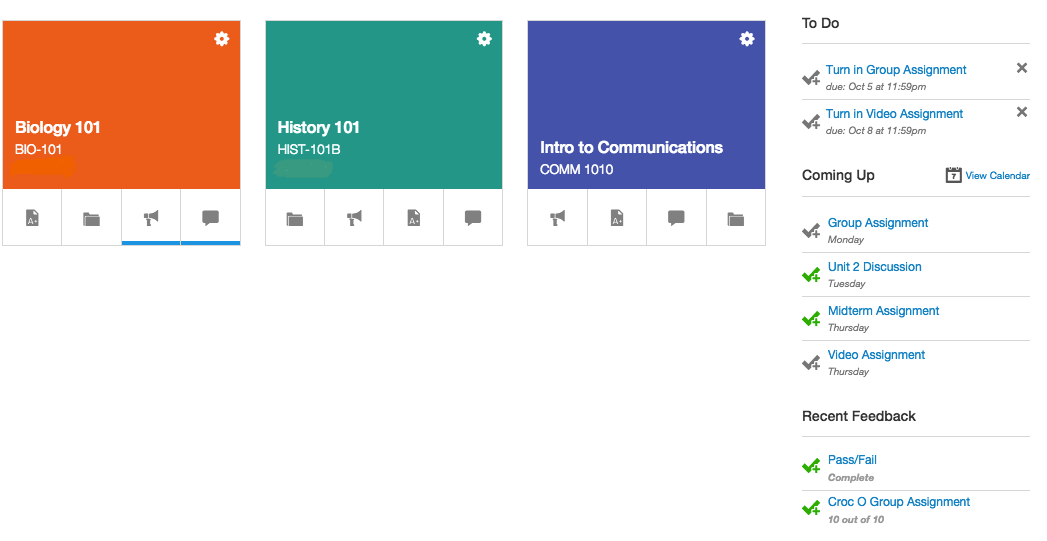 Biology 101
BIO-101
History 101
HIST-101B
Intro to Communications
COMM 1010
To Do
Turn in Group Assignment
due: Oct 5 at 11:59pm
Turn in Video Assignment
due: Oct 8 at 11:59pm
Coming Up
7 View Calendar
Group Assignment
Monday
Unit 2 Discussion
Tuesday
Midterm Assignment
Thursday
Video Assignment
Thursday
Recent Feedback
Pass/Fail
Complete
Croc O Group Assignment
10 out of 10